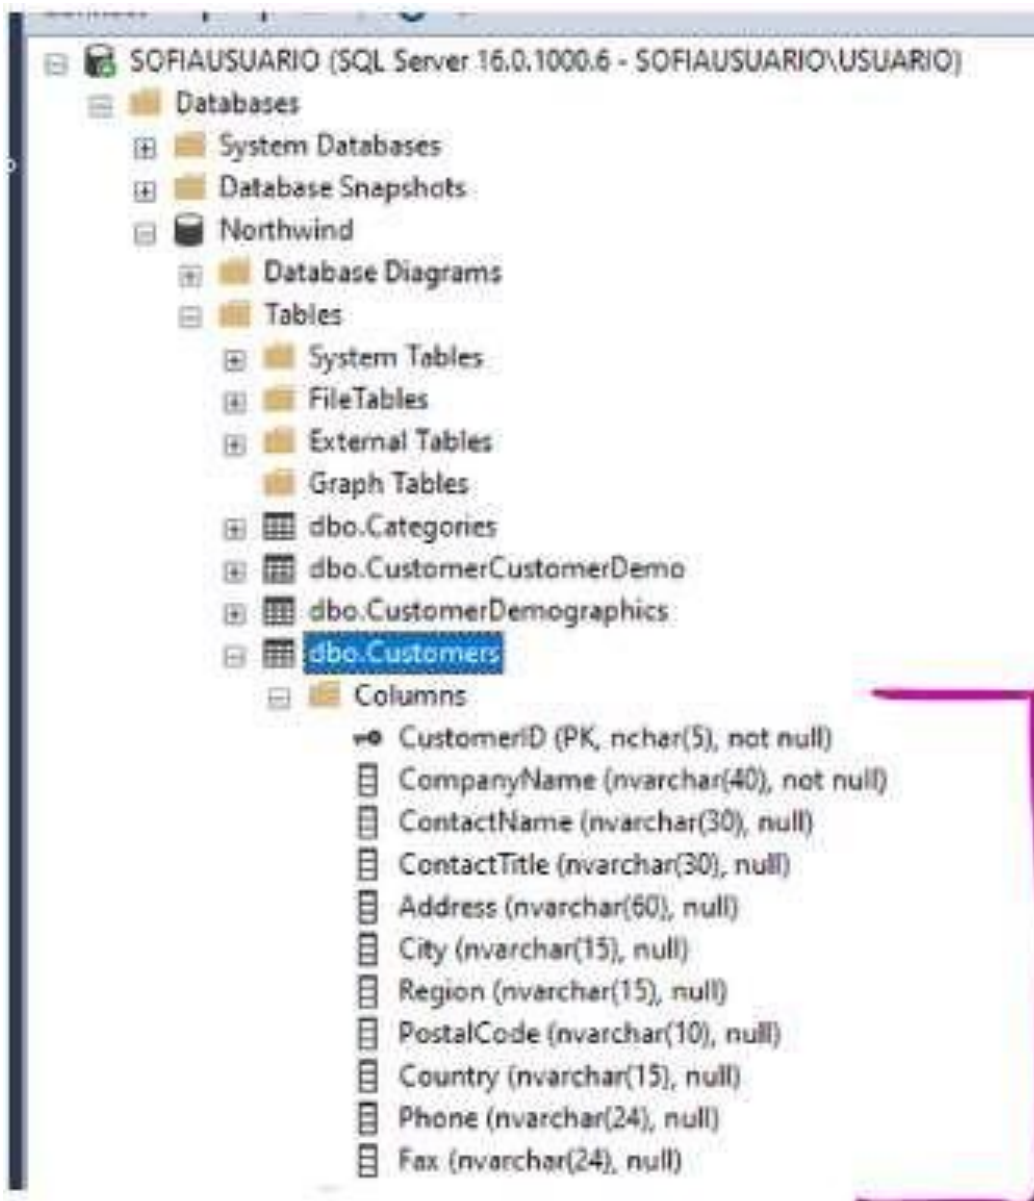 SOFIAUSUARIO (SQL Server 16.0.1000.6 - SOFIAUSUARIO\USUARIO)
Databases
System Databases
Database Snapshots
Northwind
Database Diagrams
Tables
System Tables
FileTables
External Tables
Graph Tables
dbo.Categories
dbo.CustomerCustomerDemo
dbo.CustomerDemographics
dbo.Customers
Columns
CustomerID (PK, nchar(5), not null)
CompanyName (nvarchar(40), not null)
ContactName (nvarchar(30), null)
ContactTitle (nvarchar(30), null)
Address (nvarchar(60), null)
City (nvarchar(15), null)
Region (nvarchar(15), null)
PostalCode (nvarchar(10), null)
Country (nvarchar(15), null)
Phone (nvarchar(24), null)
Fax (nvarchar(24), null)